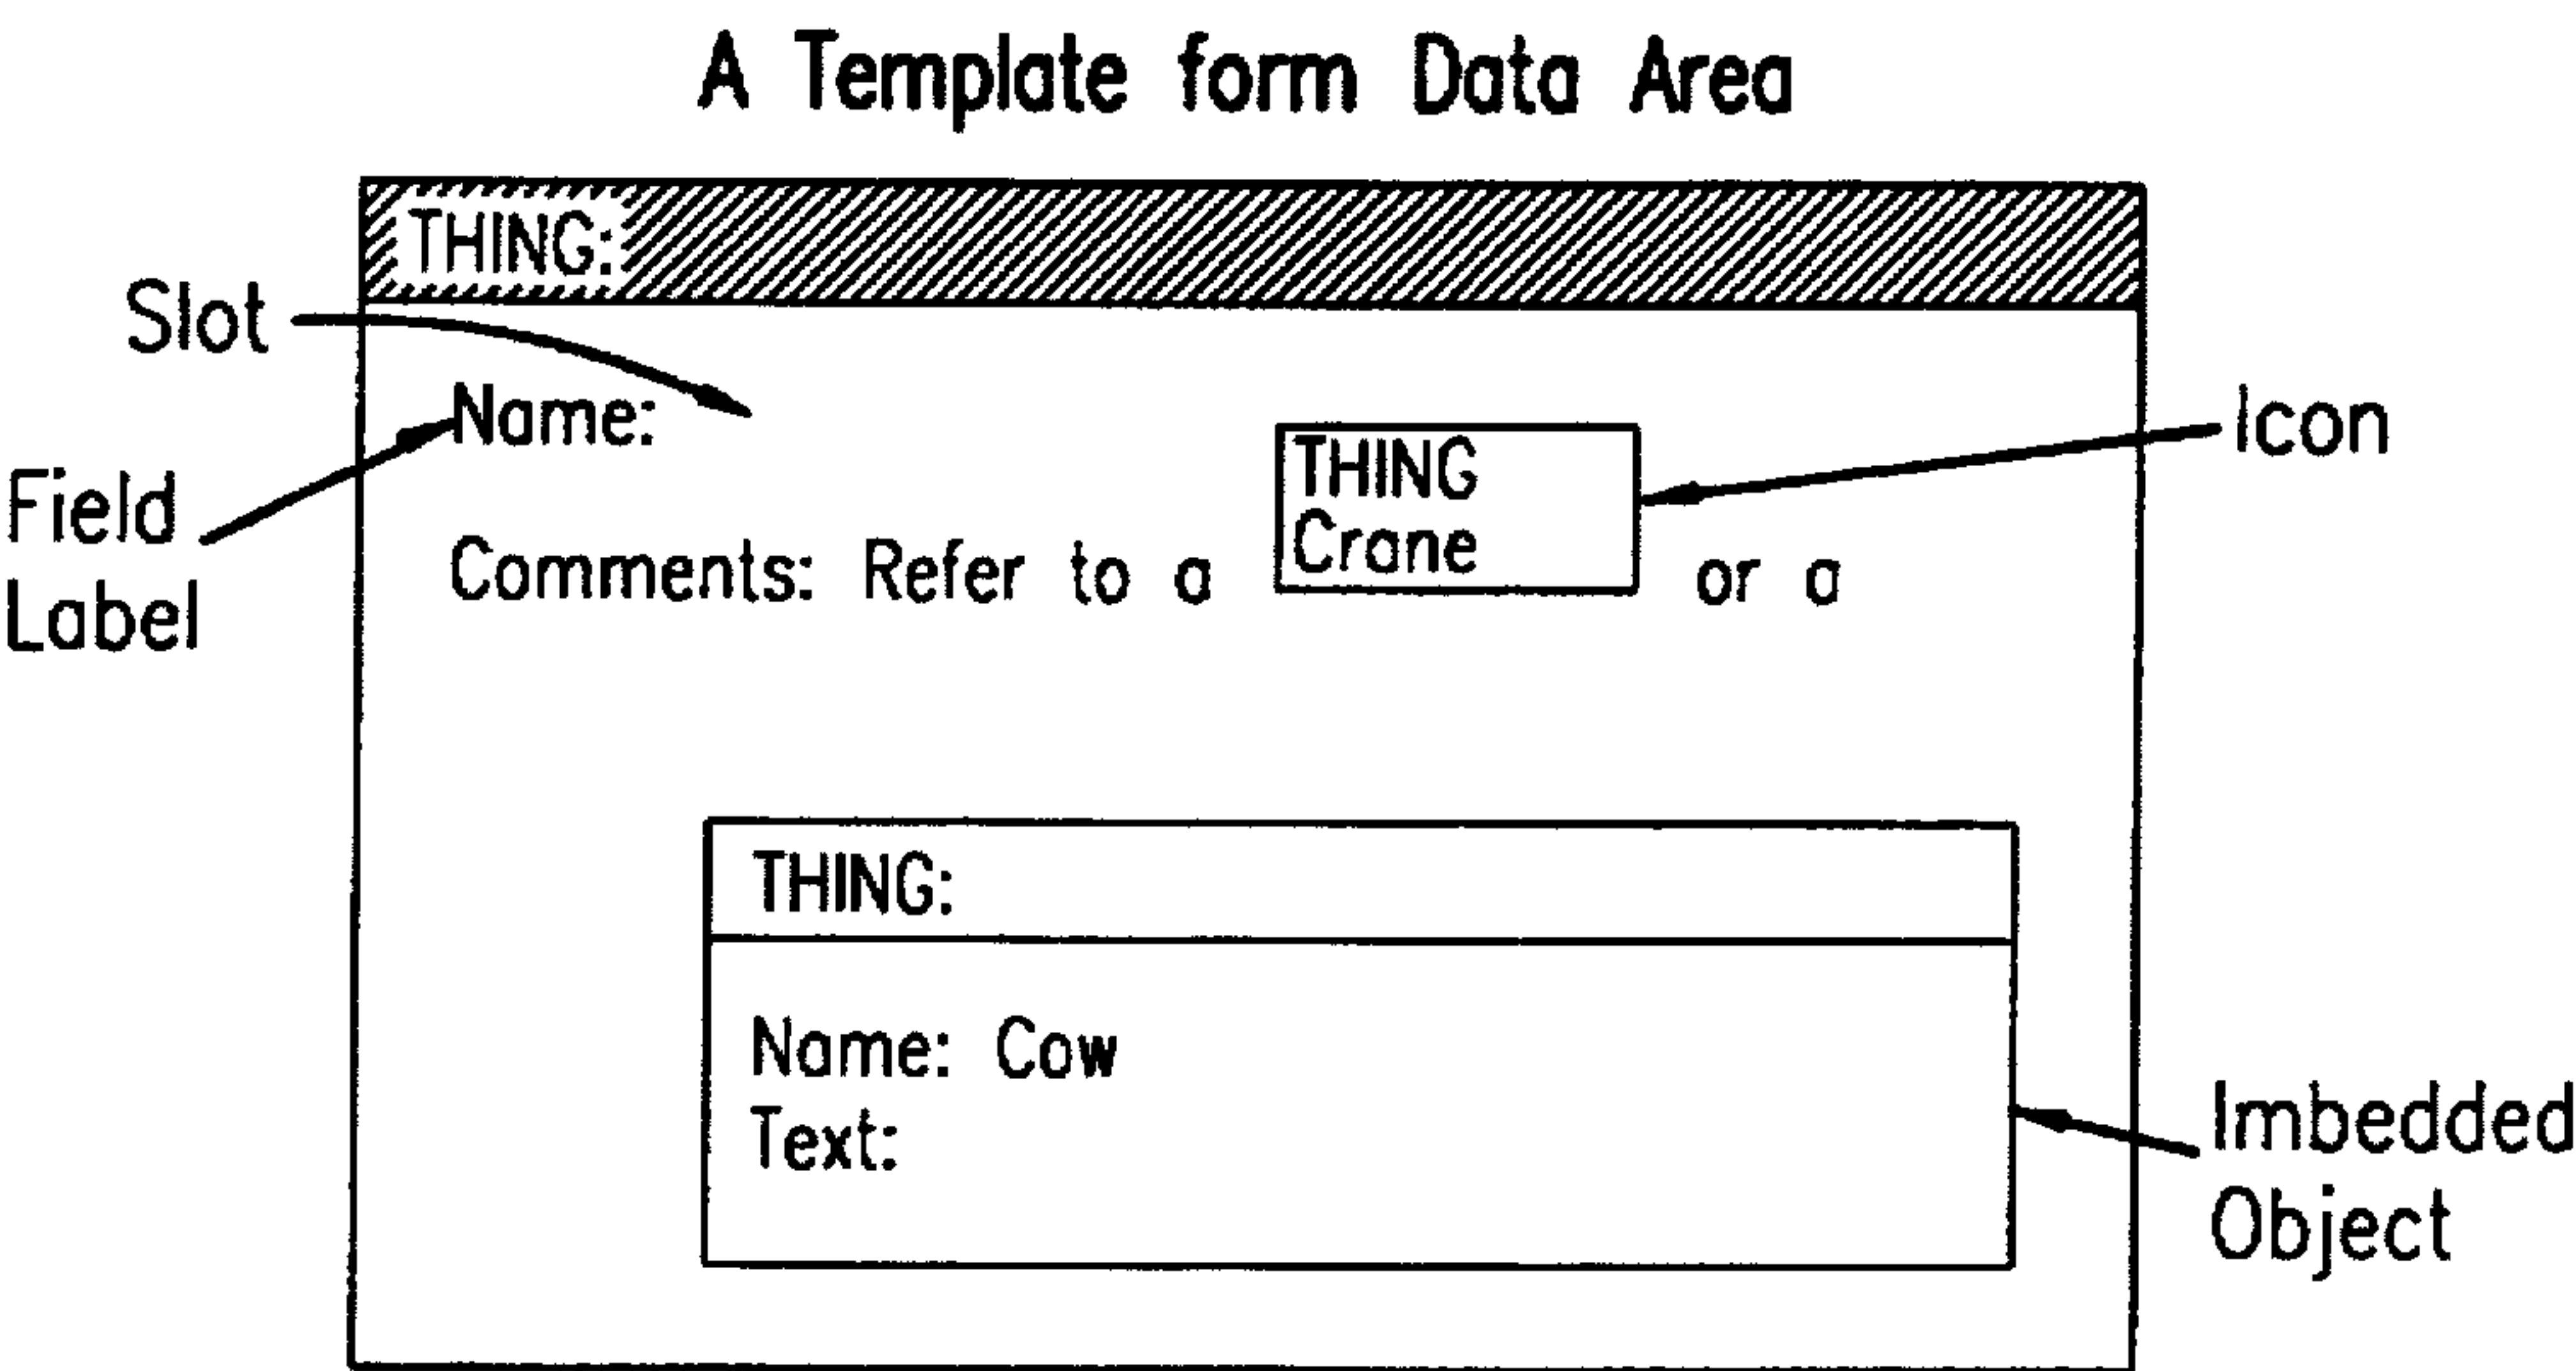 A Template form Data Area
THING:
Slot
Name:
Field
Label
THING
Crane
Icon
Comments: Refer to a
or a
THING:
Name: Cow
Text:
Imbedded
Object